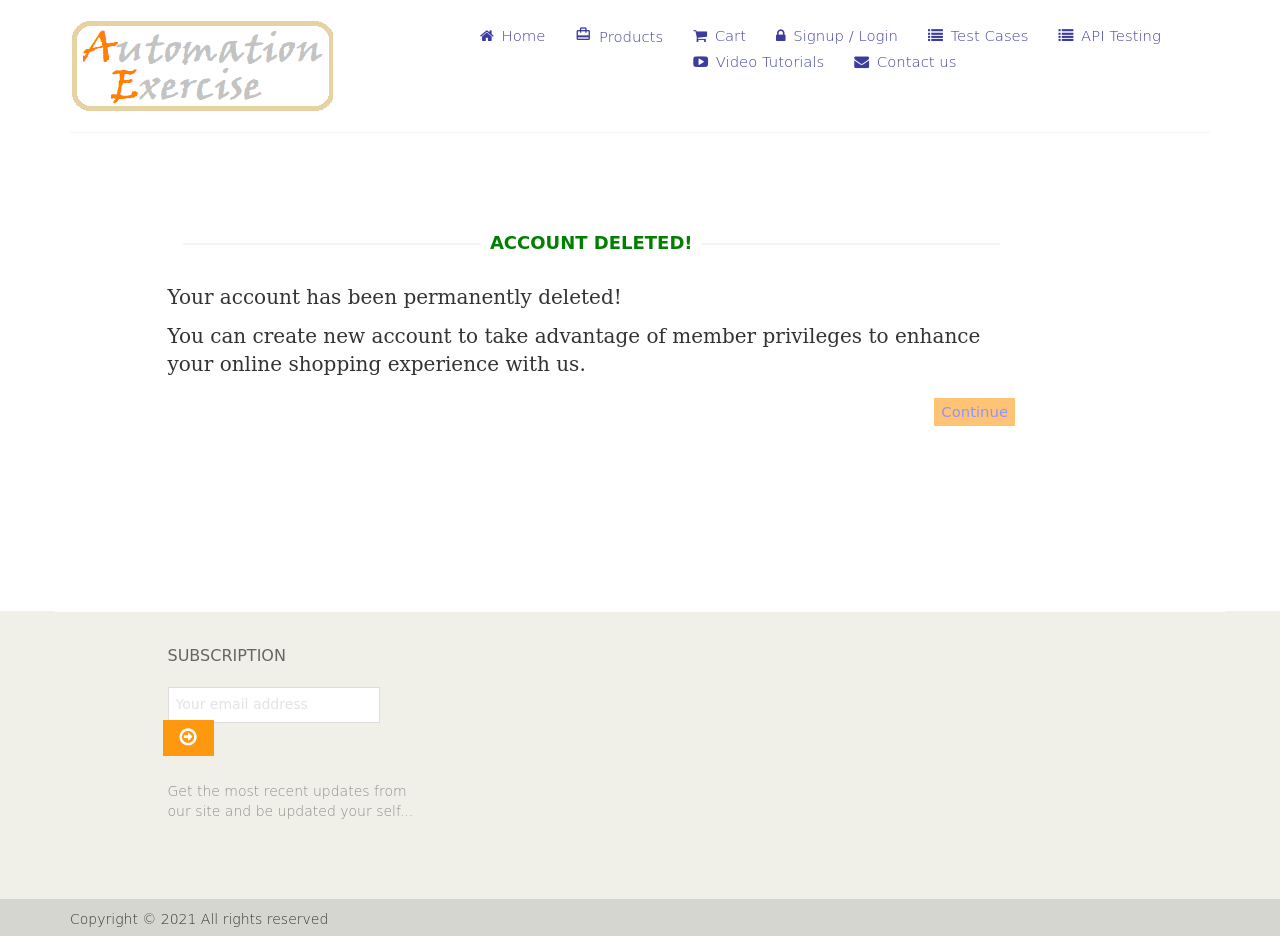 Automation
Exercise
Home Products Cart Signup / Login Test Cases API Testing
Video Tutorials Contact us
ACCOUNT DELETED!
Your account has been permanently deleted!
You can create new account to take advantage of member privileges to enhance
your online shopping experience with us.
Continue
SUBSCRIPTION
Your email address
Get the most recent updates from
our site and be updated your self...
Copyright © 2021 All rights reserved